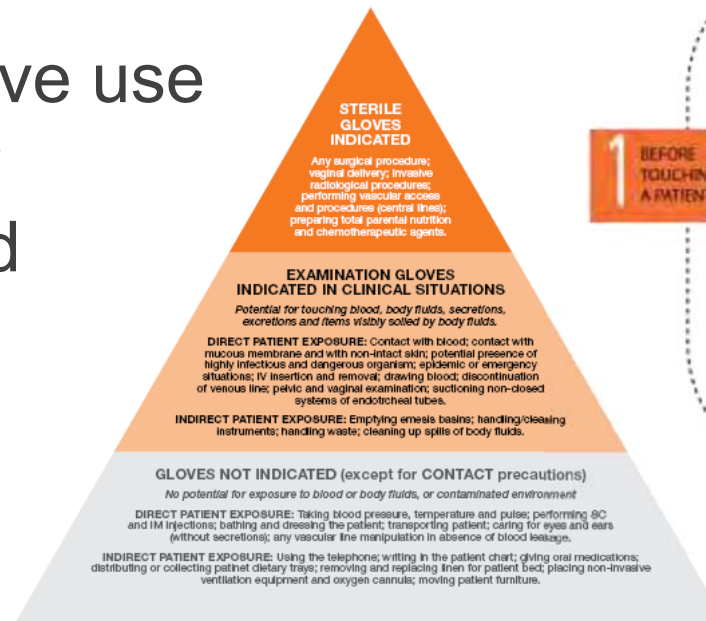 ve use
d
STERILE
GLOVES
INDICATED
Any surgical procedure;
vaginal delivery; invasive
radiological procedures;
performing vascular access
and procedures (central lines);
preparing total parental nutrition
and chemotherapeutic agents.
EXAMINATION GLOVES
INDICATED IN CLINICAL SITUATIONS
Potential for touching blood, body fluids, secretions,
excretions and items visibly soiled by body fluids.
DIRECT PATIENT EXPOSURE: Contact with blood; contact with
mucous membrane and with non-intact skin; potential presence of
highly infectious and dangerous organism; epidemic or emergency
situations; IV insertion and removal; drawing blood; discontinuation
of venous line; pelvic and vaginal examination; suctioning non-closed
systems of endotrcheal tubes.
INDIRECT PATIENT EXPOSURE: Emptying emesis basins; handling/cleaning
instruments; handling waste; cleaning up spills of body fluids.
GLOVES NOT INDICATED (except for CONTACT precautions)
No potential for exposure to blood or body fluids, or contaminated environment
DIRECT PATIENT EXPOSURE: Taking blood pressure, temperature and pulse; performing SC
and IM injections; bathing and dressing the patient; transporting patient; caring for eyes and ears
(without secretions); any vascular line manipulation in absence of blood leakage.
INDIRECT PATIENT EXPOSURE: Using the telephone; writing in the patient chart; giving oral medications;
distributing or collecting patinet dietary trays; removing and replacing linen for patient bed; placing non-invasive
ventilation equipment and oxygen cannula; moving patient furniture.
1
BEFORE
TOUCHIN
A PATIENT